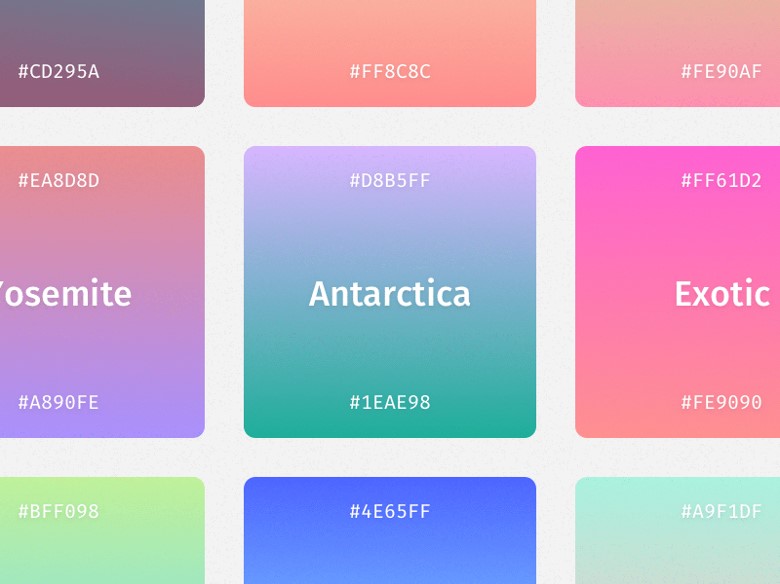 #CD295A
#FF8C8C
#FE90AF
#EA8D8D
#D8B5FF
#FF61D2
Yosemite
Antarctica
Exotic
#A890FE
#1EAE98
#FE9090
#BFF098
#4E65FF
#A9F1DF